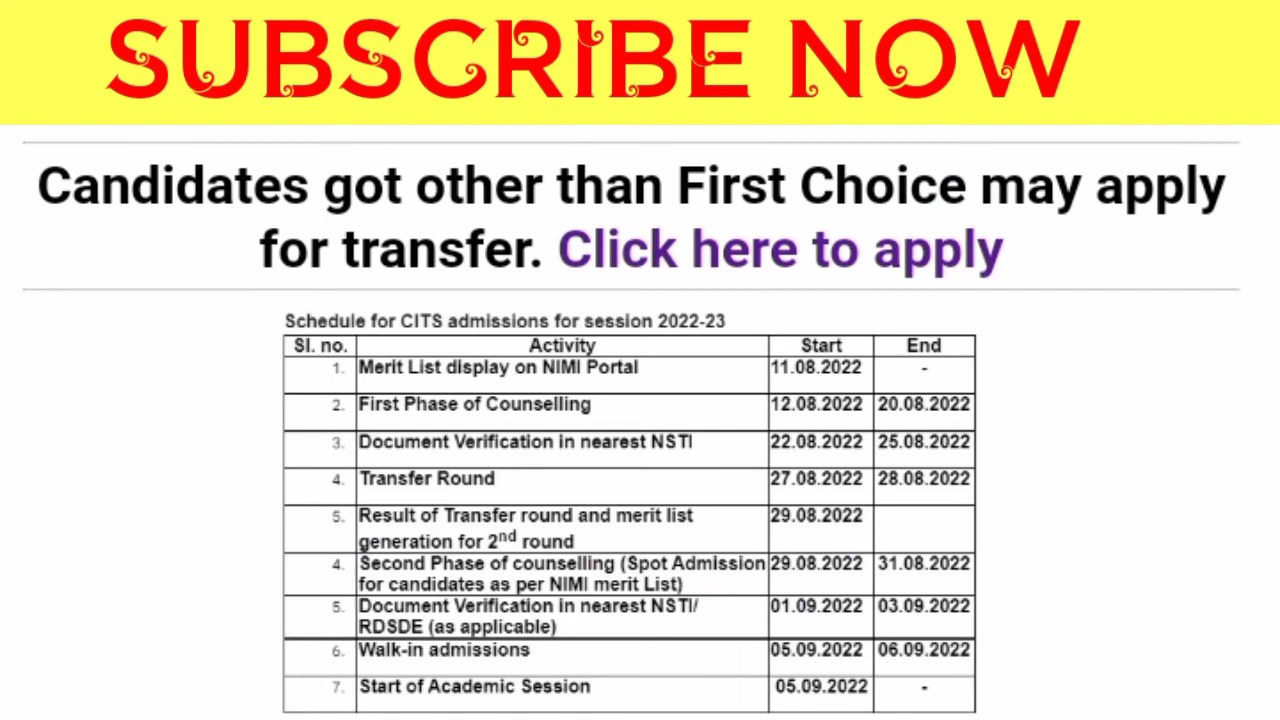 SUBSCRIBE NOW
Candidates got other than First Choice may apply
for transfer. Click here to apply
Schedule for CITS admissions for session 2022-23
Sl. no. Activity Start End
1. Merit List display on NIMI Portal 11.08.2022 -
2. First Phase of Counselling 12.08.2022 20.08.2022
3. Document Verification in nearest NSTI 22.08.2022 25.08.2022
4. Transfer Round 27.08.2022 28.08.2022
5. Result of Transfer round and merit list 29.08.2022
generation for 2nd round
4. Second Phase of counselling (Spot Admission 29.08.2022 31.08.2022
for candidates as per NIMI merit List)
5. Document Verification in nearest NSTI/ 01.09.2022 03.09.2022
RDSDE (as applicable)
6. Walk-in admissions 05.09.2022 06.09.2022
7. Start of Academic Session 05.09.2022 -